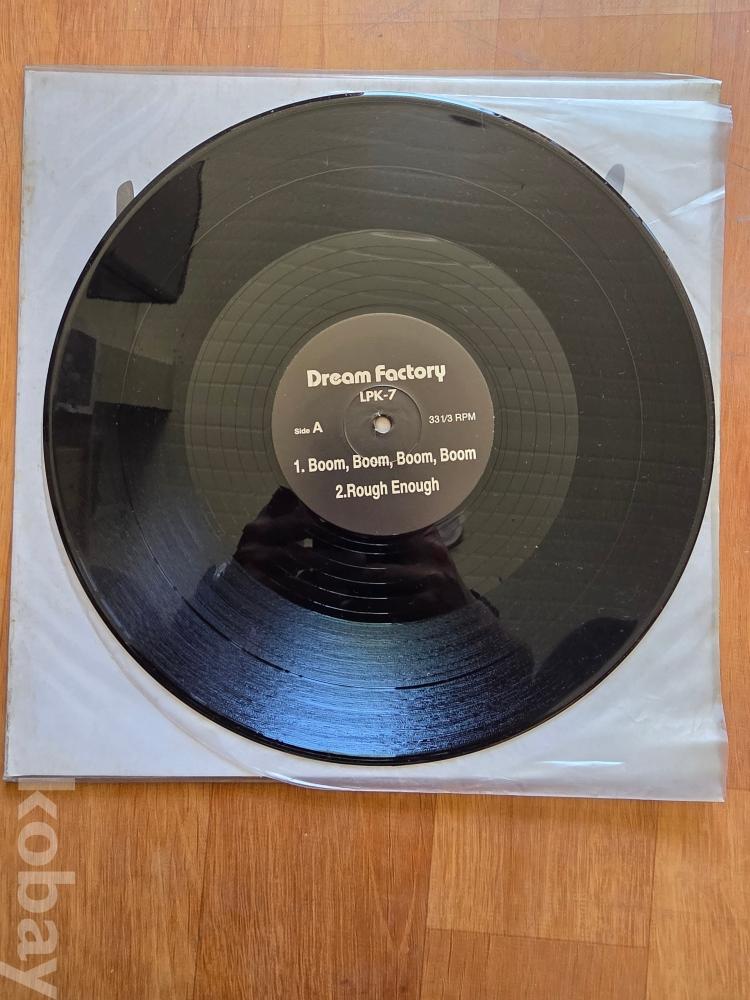 Dream Factory
LPK-7
Side A
33 1/3 RPM
1. Boom, Boom, Boom, Boom
2.Rough Enough
kobay